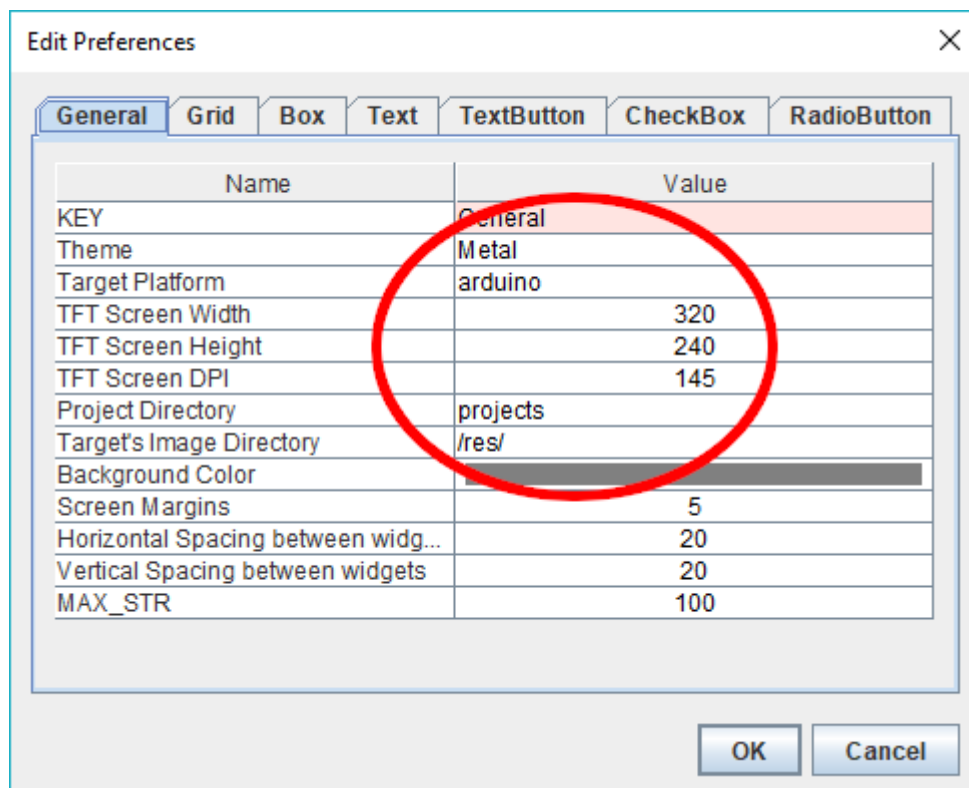 Edit Preferences
General Grid Box Text TextButton CheckBox RadioButton
Name Value
KEY General
Theme Metal
Target Platform arduino
TFT Screen Width 320
TFT Screen Height 240
TFT Screen DPI 145
Project Directory projects
Target's Image Directory /res/
Background Color
Screen Margins 5
Horizontal Spacing between widg... 20
Vertical Spacing between widgets 20
MAX_STR 100
OK Cancel